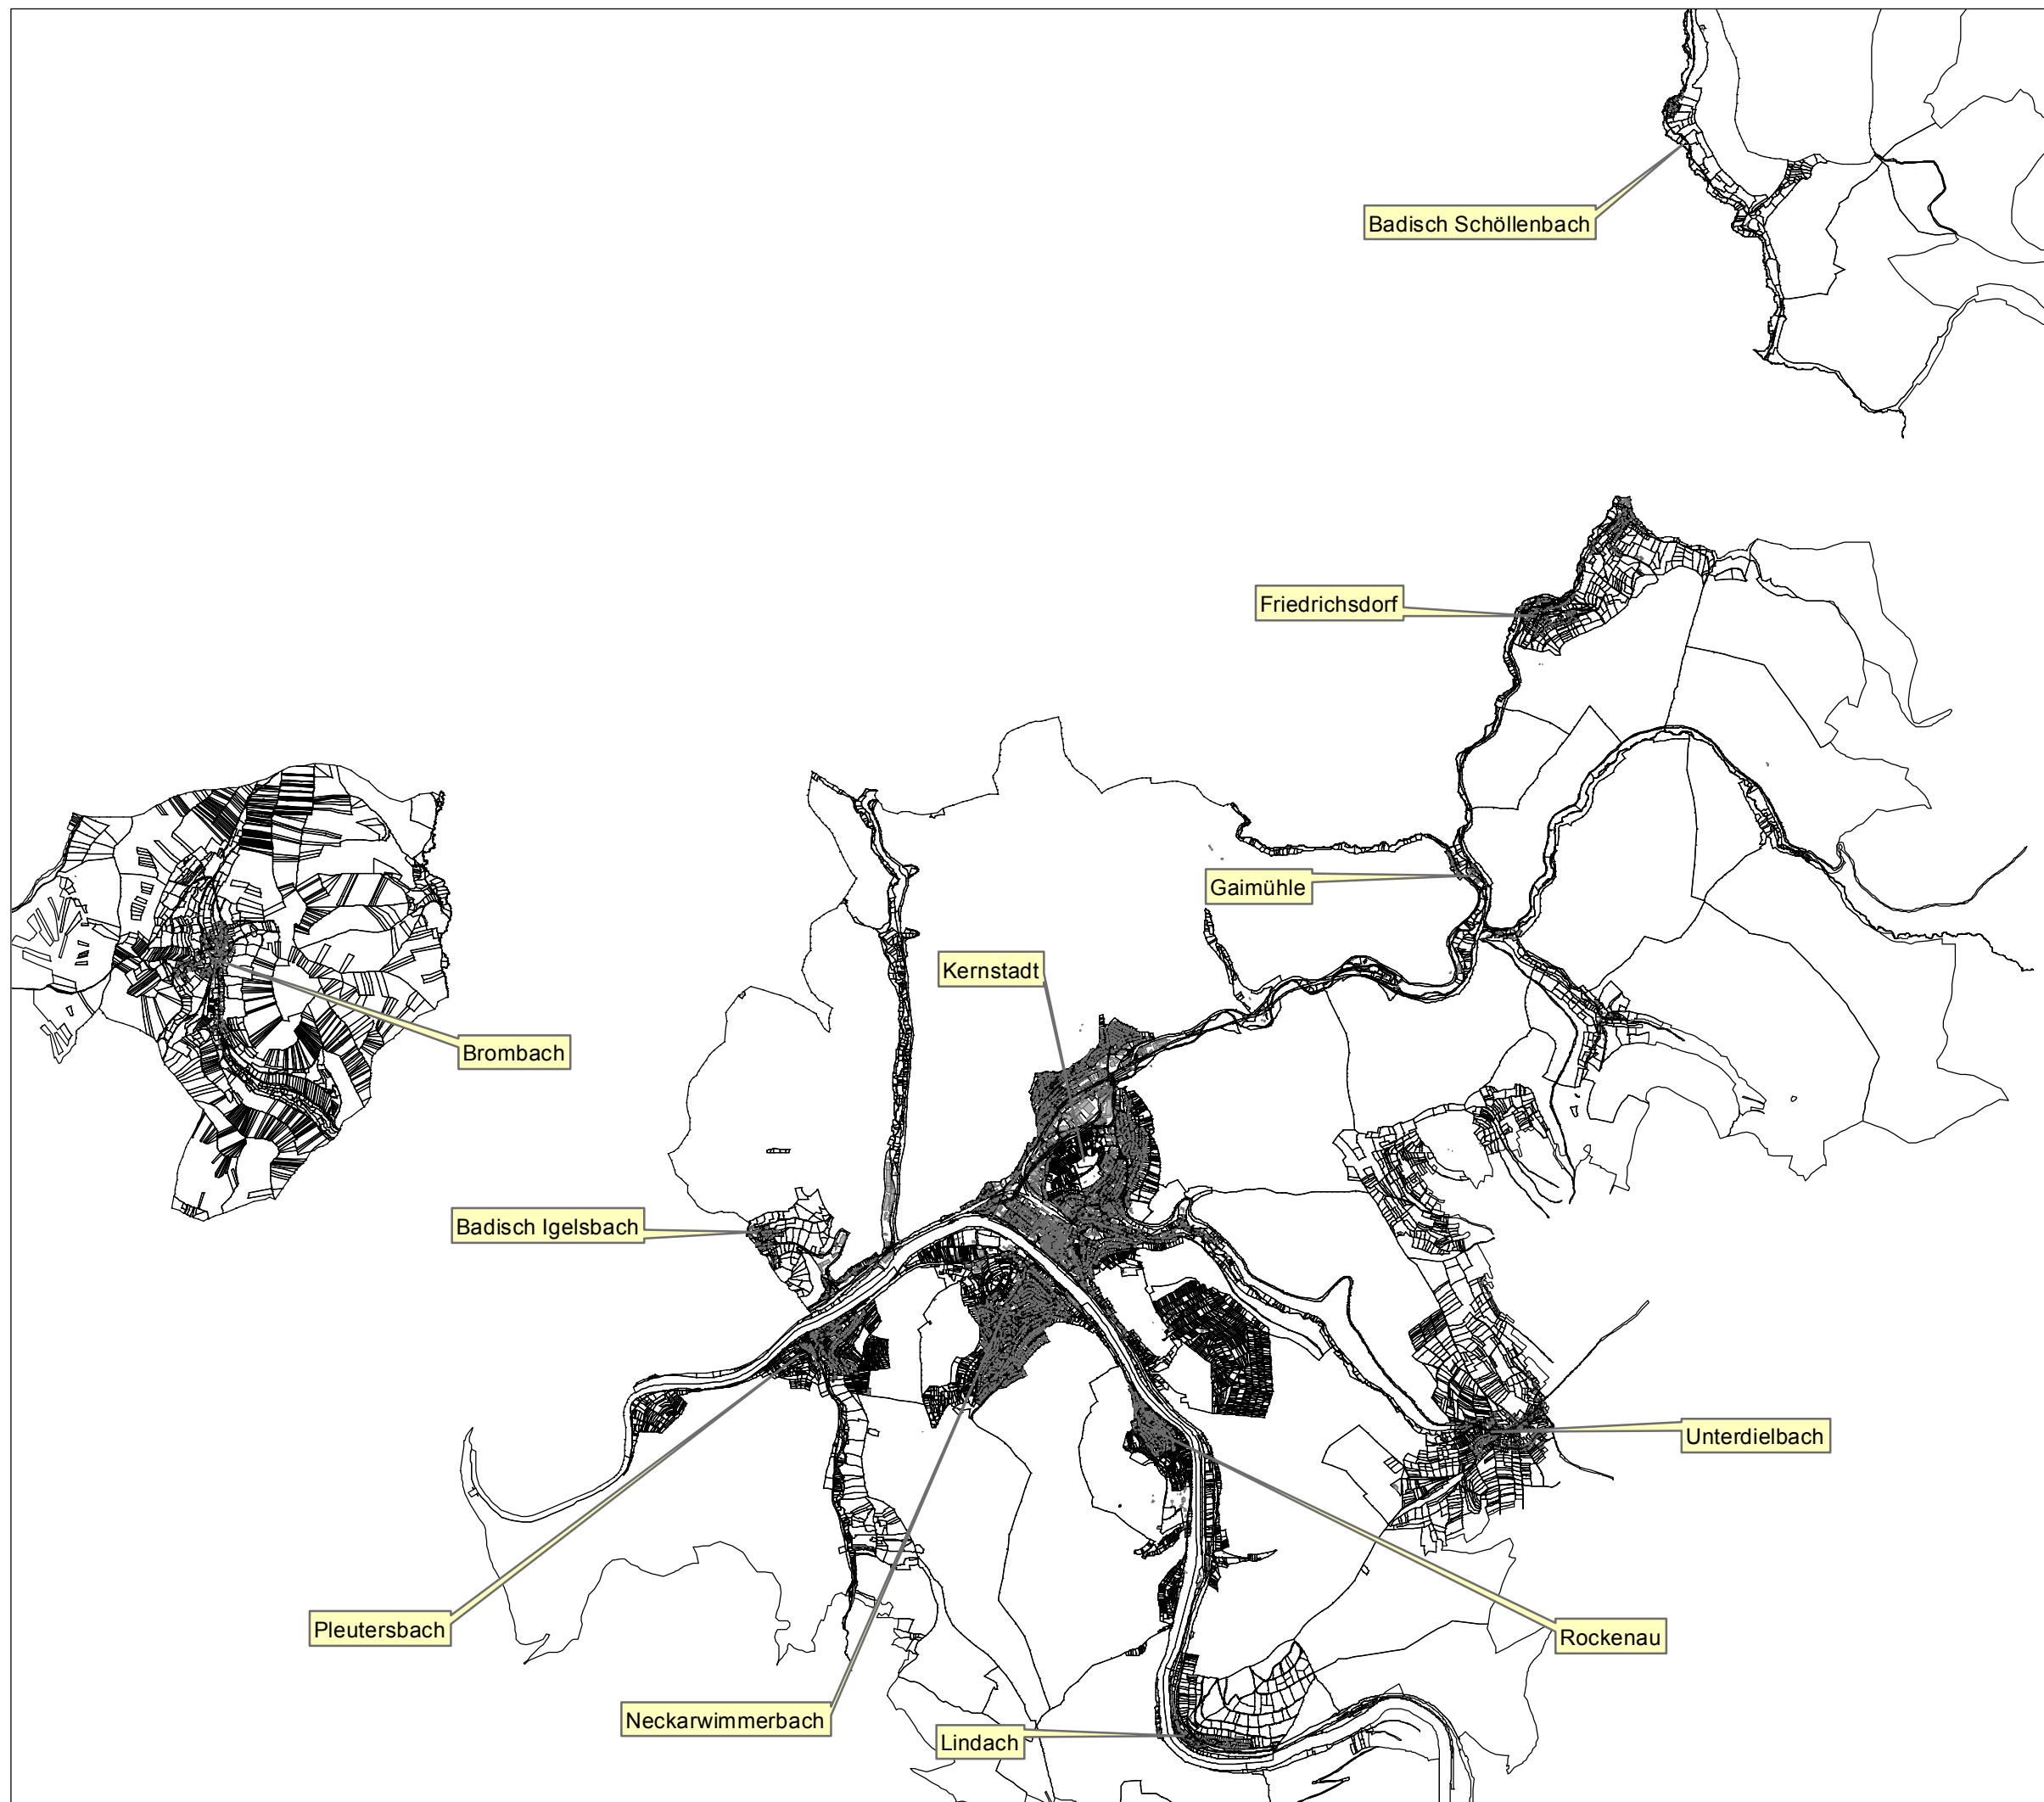 Badisch Schöllenbach
Friedrichsdorf
Gaimühle
Kernstadt
Brombach
Badisch Igelsbach
Unterdielbach
Pleutersbach
Rockenau
Neckarwimmerbach
Lindach